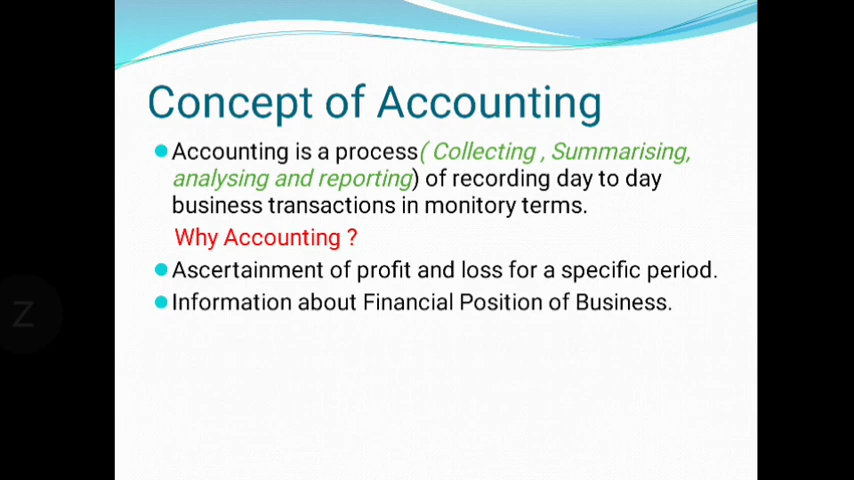 Concept of Accounting
Accounting is a process( Collecting , Summarising,
analysing and reporting) of recording day to day
business transactions in monitory terms.
Why Accounting ?
Ascertainment of profit and loss for a specific period.
Information about Financial Position of Business.
Z